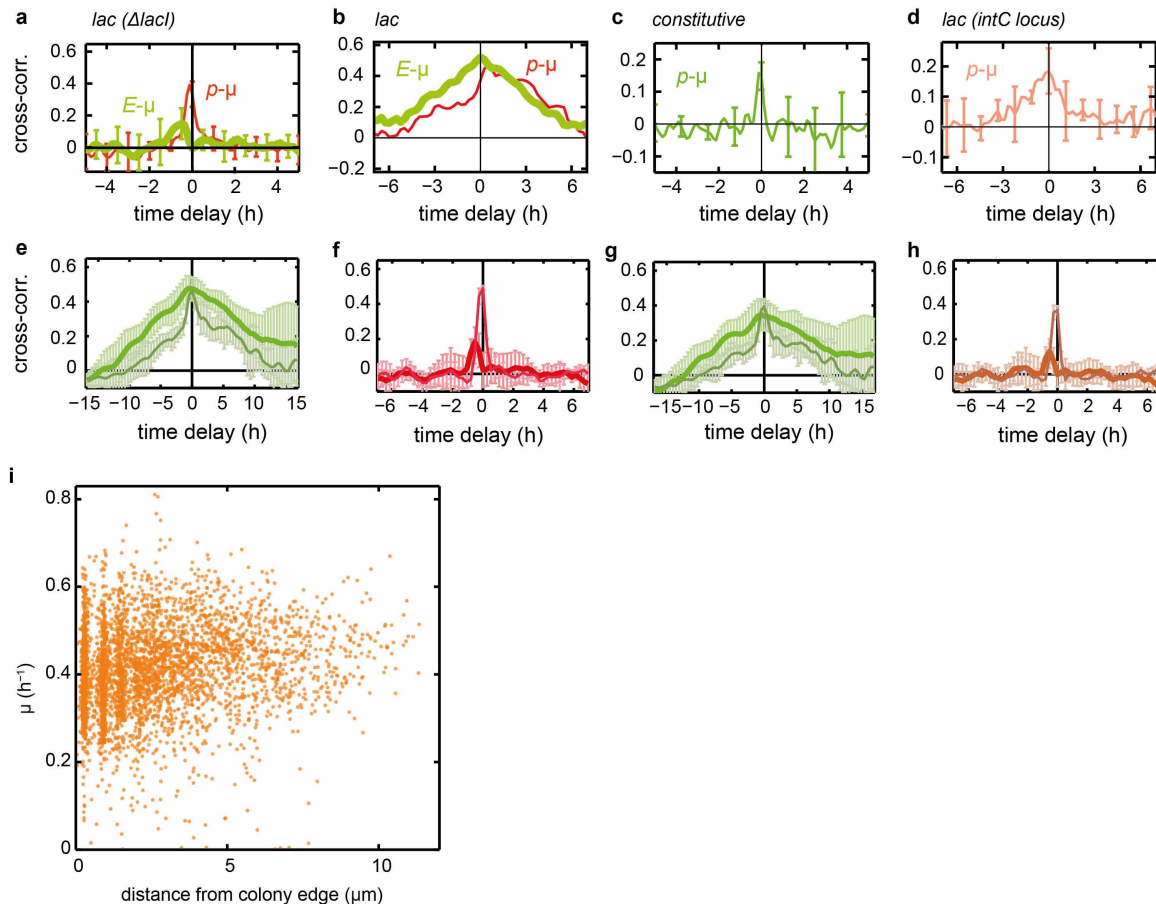 a lac (ΔlacI)
b lac
c constitutive
d lac (intC locus)
cross-corr.
0.6
0.4
0.2
0
E-μ
p-μ
−4 −2 0 2 4
time delay (h)
0.6
0.4
0.2
0
−0.2
E-μ
p-μ
−6 −3 0 3 6
time delay (h)
0.2
0.1
0
−0.1
p-μ
−4 −2 0 2 4
time delay (h)
0.2
0.1
0
−0.1
p-μ
−6 −3 0 3 6
time delay (h)
e
cross-corr.
0.6
0.4
0.2
0
−15 −10 −5 0 5 10 15
time delay (h)
f
0.6
0.4
0.2
0
−6 −4 −2 0 2 4 6
time delay (h)
g
0.6
0.4
0.2
0
−15 −10 −5 0 5 10 15
time delay (h)
h
0.6
0.4
0.2
0
−6 −4 −2 0 2 4 6
time delay (h)
i
μ (h⁻¹)
0.8
0.6
0.4
0.2
0
0 5 10
distance from colony edge (μm)